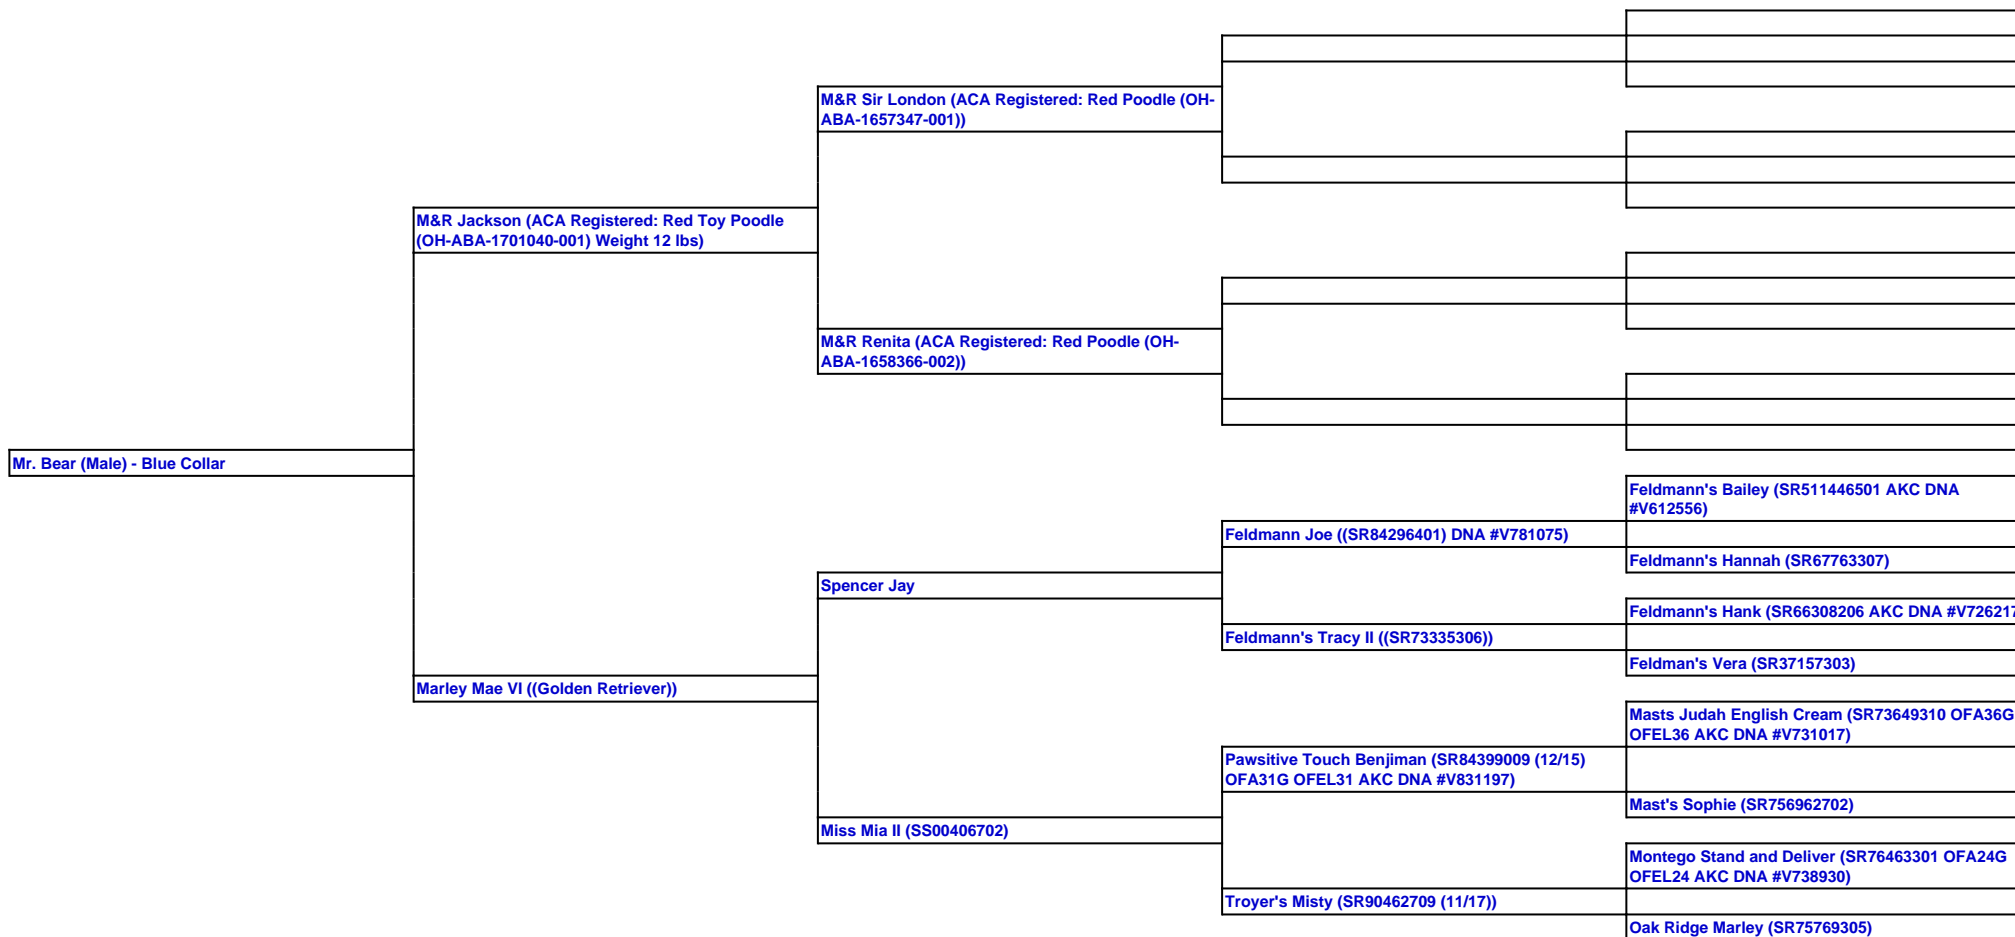 M&R Sir London (ACA Registered: Red Poodle (OH-
ABA-1657347-001))
M&R Jackson (ACA Registered: Red Toy Poodle
(OH-ABA-1701040-001) Weight 12 lbs)
M&R Renita (ACA Registered: Red Poodle (OH-
ABA-1658366-002))
Mr. Bear (Male) - Blue Collar
Feldmann's Bailey (SR511446501 AKC DNA
#V612556)
Feldmann Joe ((SR84296401) DNA #V781075)
Feldmann's Hannah (SR67763307)
Spencer Jay
Feldmann's Hank (SR66308206 AKC DNA #V726217
Feldmann's Tracy II ((SR73335306))
Feldman's Vera (SR37157303)
Marley Mae VI ((Golden Retriever))
Masts Judah English Cream (SR73649310 OFA36G
OFEL36 AKC DNA #V731017)
Pawsitive Touch Benjiman (SR84399009 (12/15)
OFA31G OFEL31 AKC DNA #V831197)
Mast's Sophie (SR756962702)
Miss Mia II (SS00406702)
Montego Stand and Deliver (SR76463301 OFA24G
OFEL24 AKC DNA #V738930)
Troyer's Misty (SR90462709 (11/17))
Oak Ridge Marley (SR75769305)